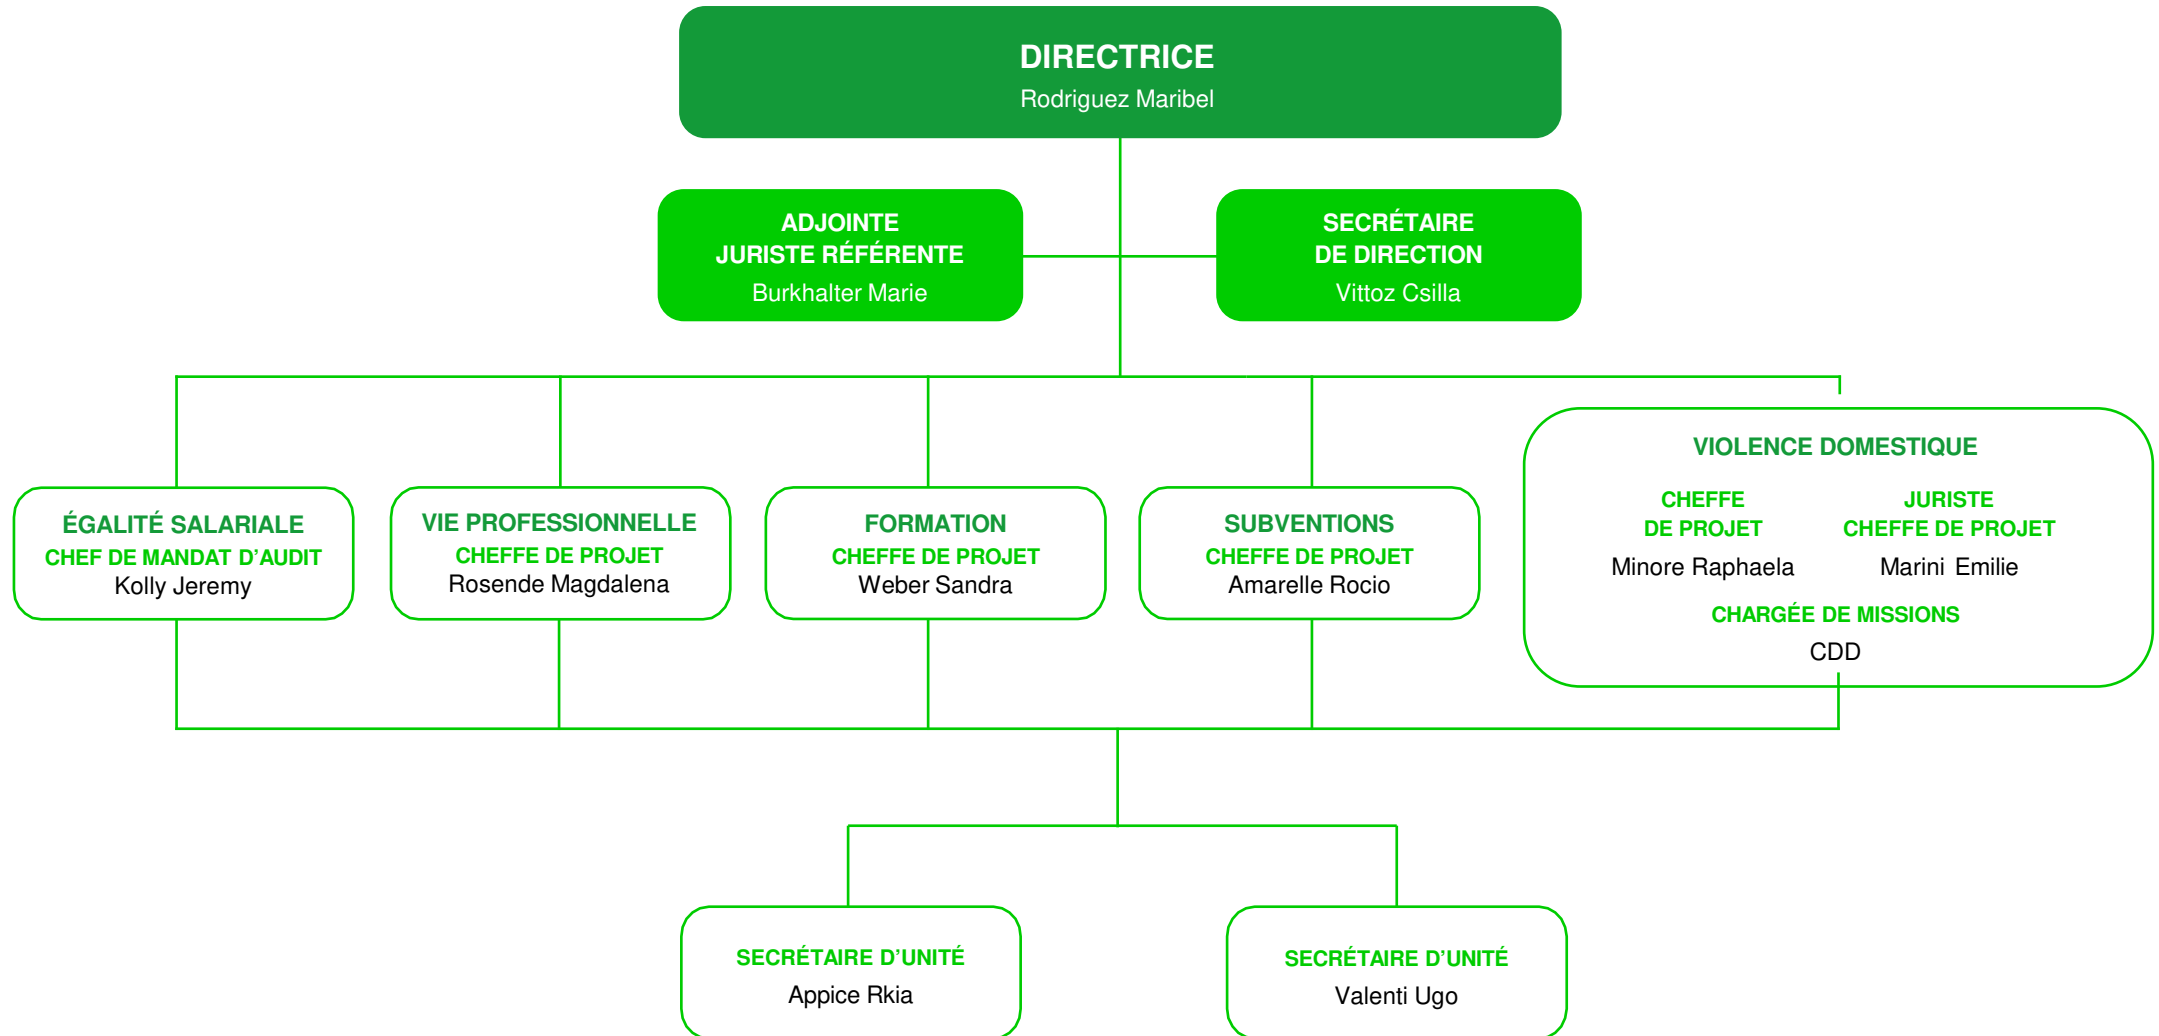 DIRECTRICE
Rodriguez Maribel
ADJOINTE
JURISTE RÉFÉRENTE
Burkhalter Marie
SECRÉTAIRE
DE DIRECTION
Vittoz Csilla
ÉGALITÉ SALARIALE
CHEF DE MANDAT D’AUDIT
Kolly Jeremy
VIE PROFESSIONNELLE
CHEFFE DE PROJET
Rosende Magdalena
FORMATION
CHEFFE DE PROJET
Weber Sandra
SUBVENTIONS
CHEFFE DE PROJET
Amarelle Rocio
VIOLENCE DOMESTIQUE
CHEFFE
DE PROJET
Minore Raphaela
JURISTE
CHEFFE DE PROJET
Marini Emilie
CHARGÉE DE MISSIONS
CDD
SECRÉTAIRE D’UNITÉ
Appice Rkia
SECRÉTAIRE D’UNITÉ
Valenti Ugo